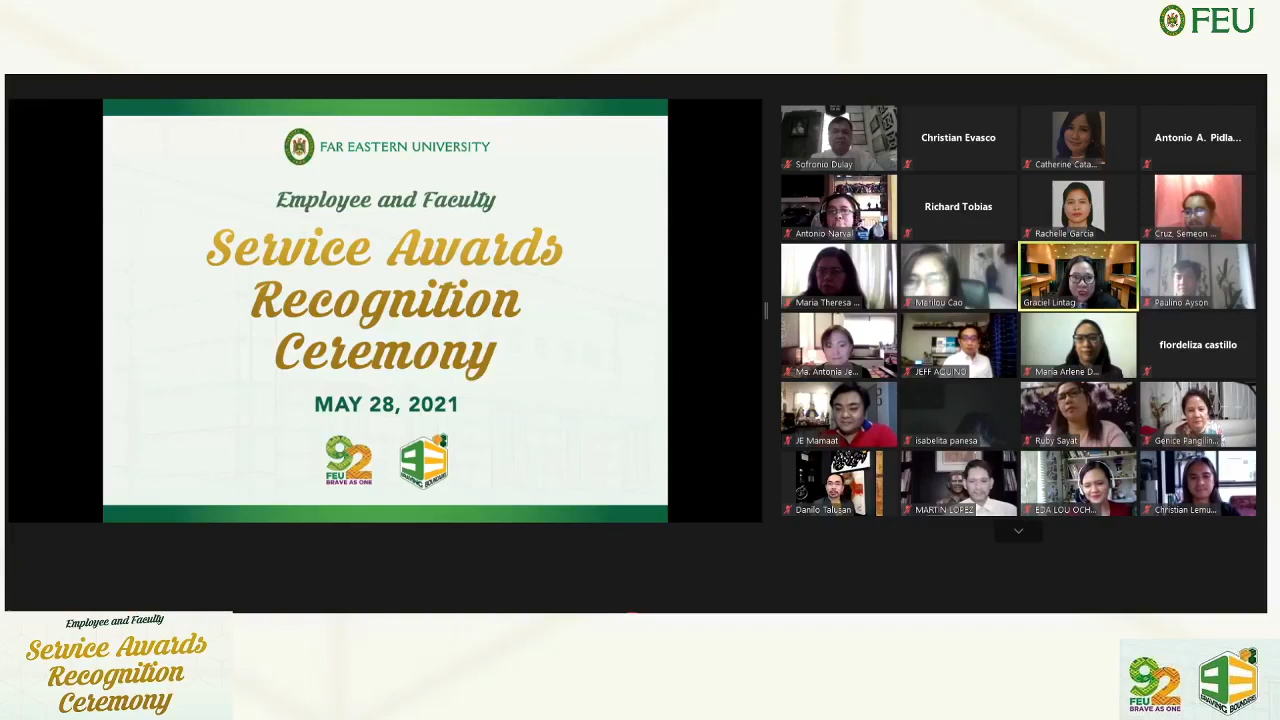 FEU
FAR EASTERN UNIVERSITY
Employee and Faculty
Service Awards
Recognition
Ceremony
MAY 28, 2021
92
FEU
BRAVE AS ONE
Sofronio Dulay
Christian Evasco
Catherine Cata...
Antonio A. Pidla...
Antonio Narval
Richard Tobias
Rachelle Garcia
Cruz, Semeon ...
Maria Theresa ...
Marilou Cao
Graciel Lintag
Paulino Ayson
Ma. Antonia Je...
JEFF AQUINO
Maria Arlene D...
flordeliza castillo
JE Mamaat
isabelita panesa
Ruby Sayat
Genice Pangilin...
Danilo Talusan
MARTIN LOPEZ
EDA LOU OCH...
Christian Lemu...
Employee and Faculty
Service Awards
Recognition
Ceremony
92
FEU
BRAVE AS ONE